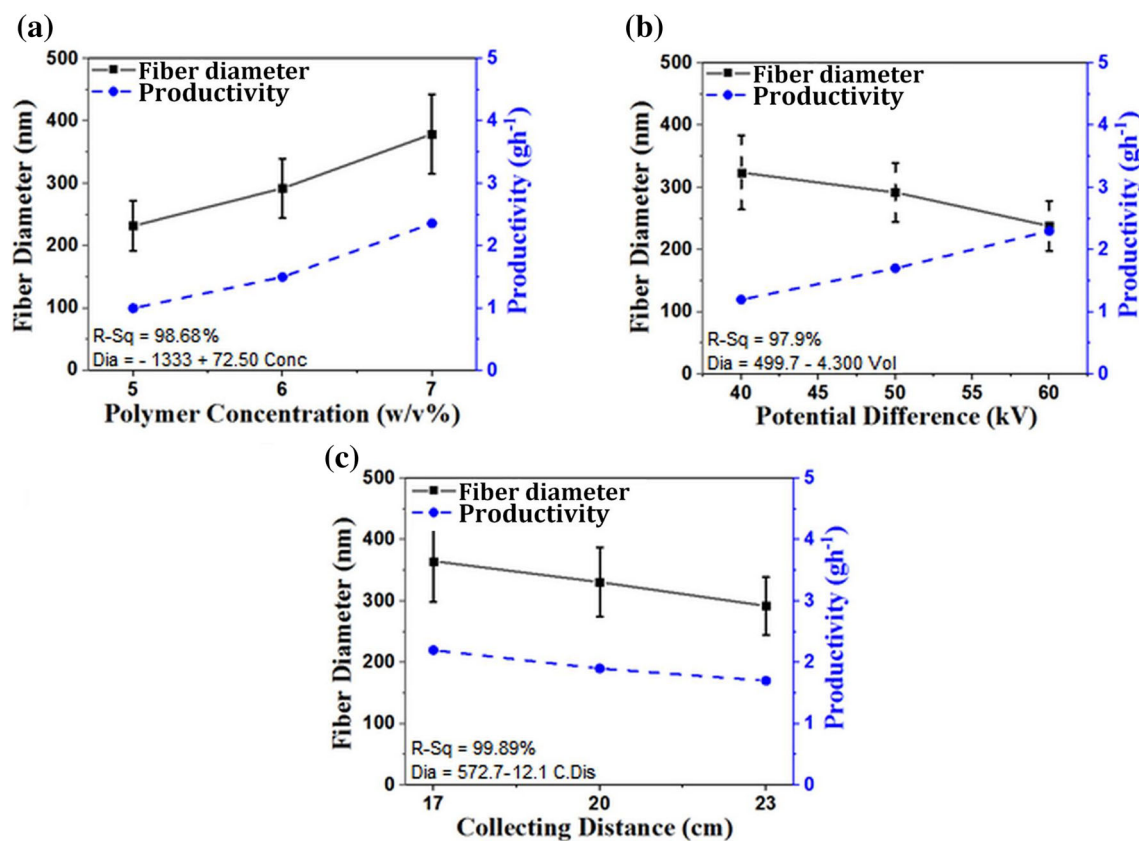 (a)
500
400
300
200
100
0
Fiber Diameter (nm)
Fiber diameter
Productivity
R-Sq = 98.68%
Dia = - 1333 + 72.50 Conc
5
6
7
Polymer Concentration (w/v%)
5
4
3
2
1
0
Productivity (gh-1)
(b)
500
400
300
200
100
0
Fiber Diameter (nm)
Fiber diameter
Productivity
R-Sq = 97.9%
Dia = 499.7 - 4.300 Vol
40
45
50
55
60
Potential Difference (kV)
5
4
3
2
1
0
Productivity (gh-1)
(c)
500
400
300
200
100
0
Fiber Diameter (nm)
Fiber diameter
Productivity
R-Sq = 99.89%
Dia = 572.7-12.1 C.Dis
17
20
23
Collecting Distance (cm)
5
4
3
2
1
0
Productivity (gh-1)